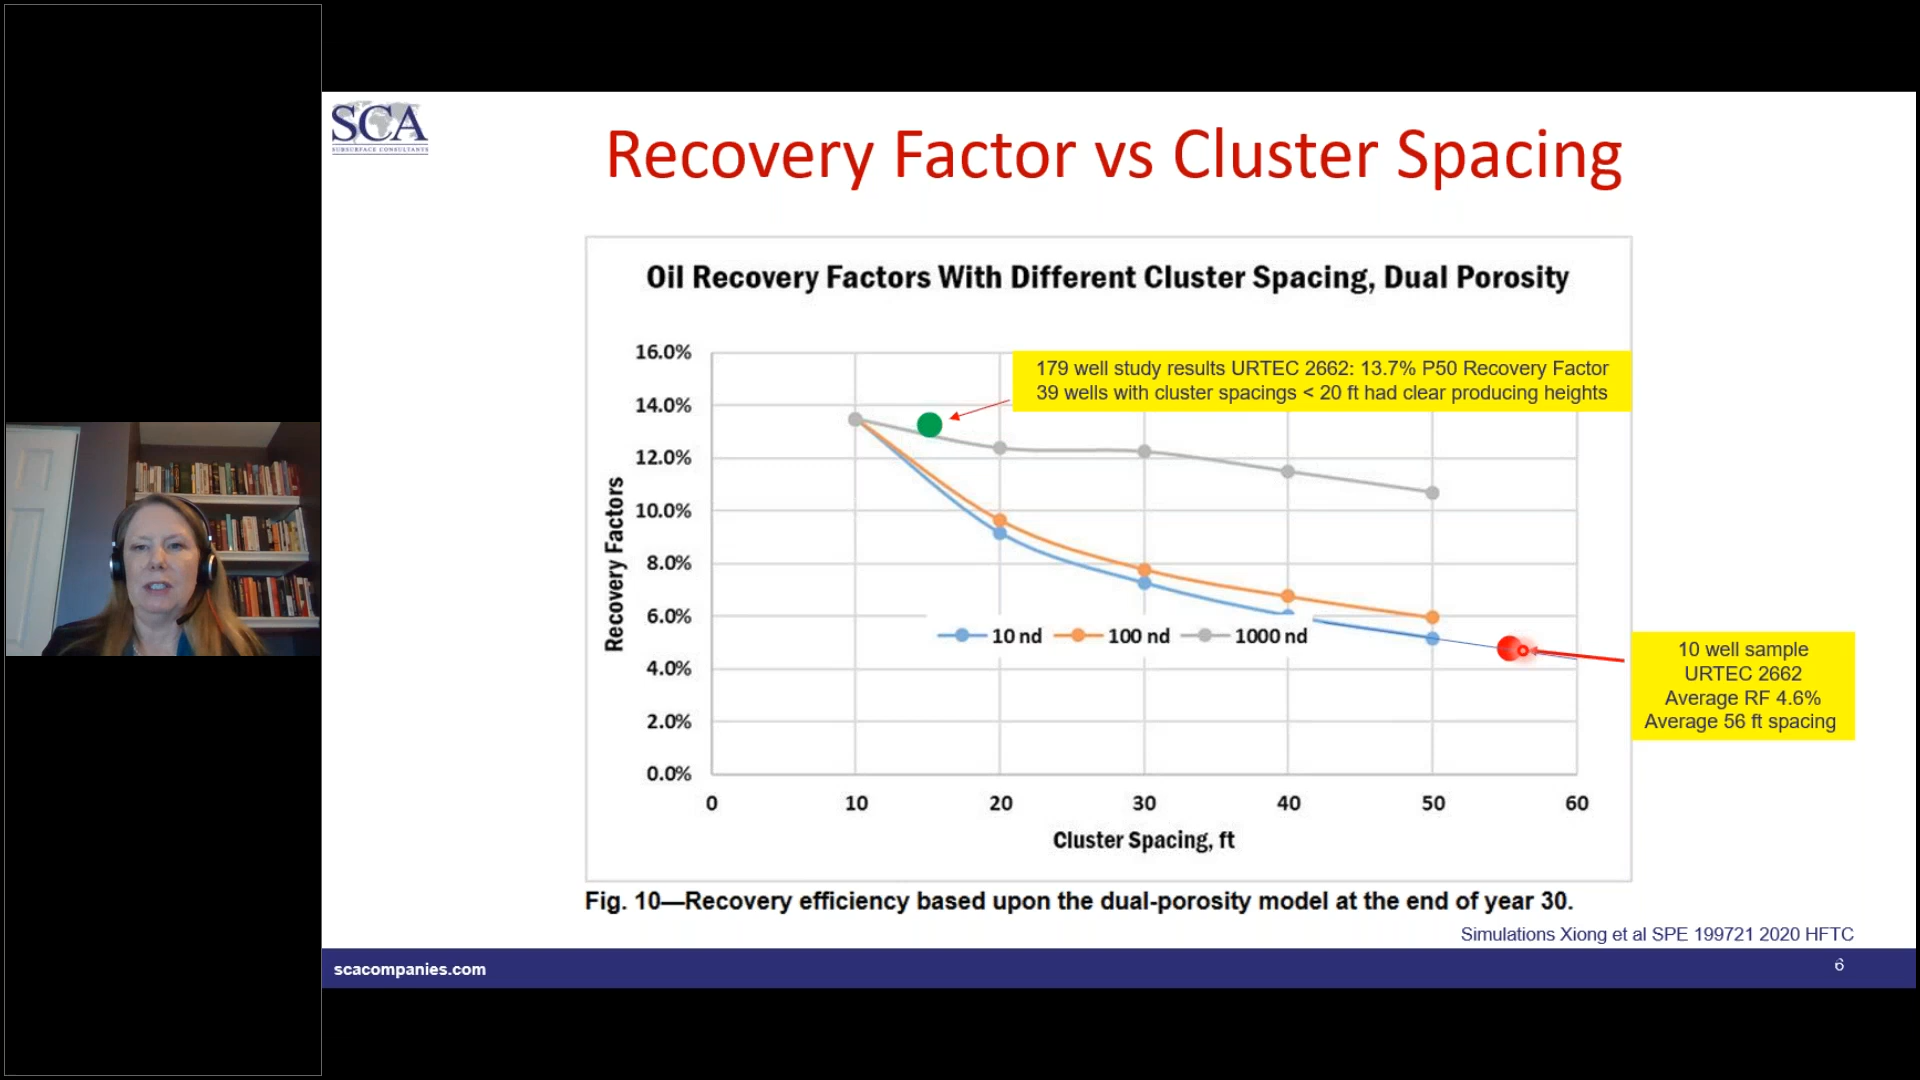 SCA
SUBSURFACE CONSULTANTS
Recovery Factor vs Cluster Spacing
Oil Recovery Factors With Different Cluster Spacing, Dual Porosity
179 well study results URTEC 2662: 13.7% P50 Recovery Factor
39 wells with cluster spacings < 20 ft had clear producing heights
Recovery Factors
16.0%
14.0%
12.0%
10.0%
8.0%
6.0%
4.0%
2.0%
0.0%
10 nd
100 nd
1000 nd
10 well sample
URTEC 2662
Average RF 4.6%
Average 56 ft spacing
0
10
20
30
40
50
60
Cluster Spacing, ft
Fig. 10—Recovery efficiency based upon the dual-porosity model at the end of year 30.
Simulations Xiong et al SPE 199721 2020 HFTC
scacompanies.com
6